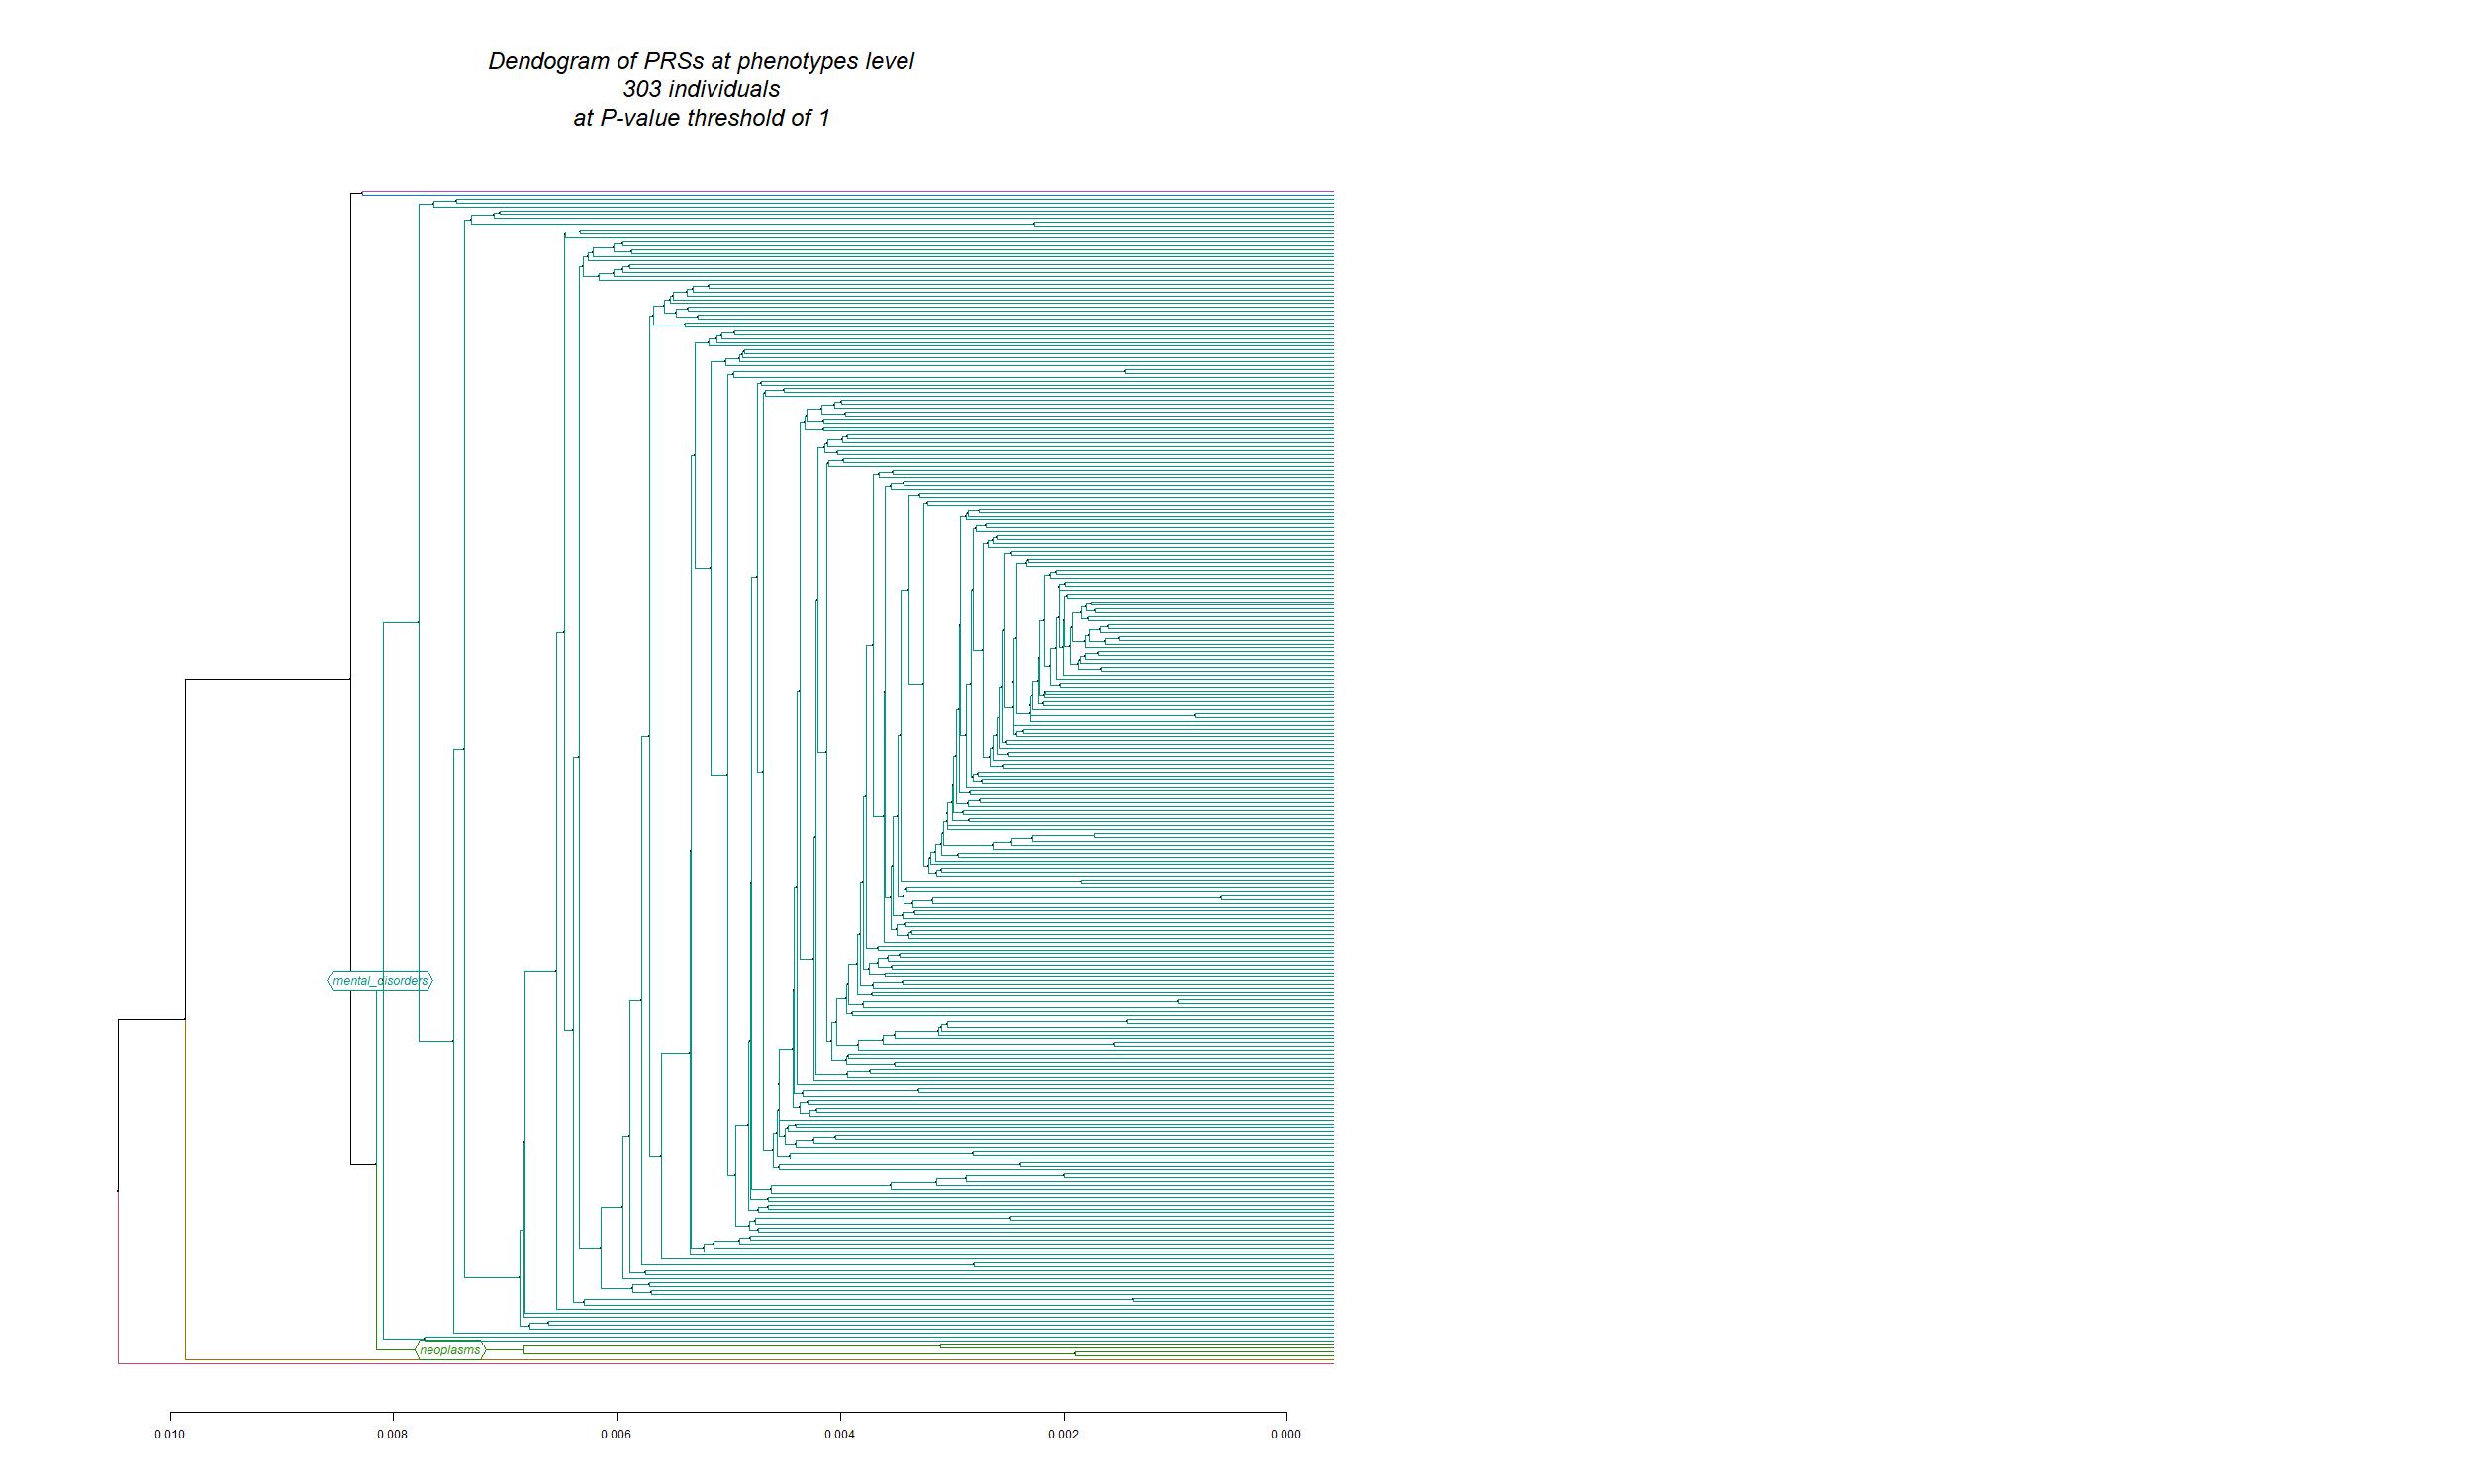 Dendogram of PRSs at phenotypes level
303 individuals
at P-value threshold of 1
mental_disorders
neoplasms
0.010 0.008 0.006 0.004 0.002 0.000